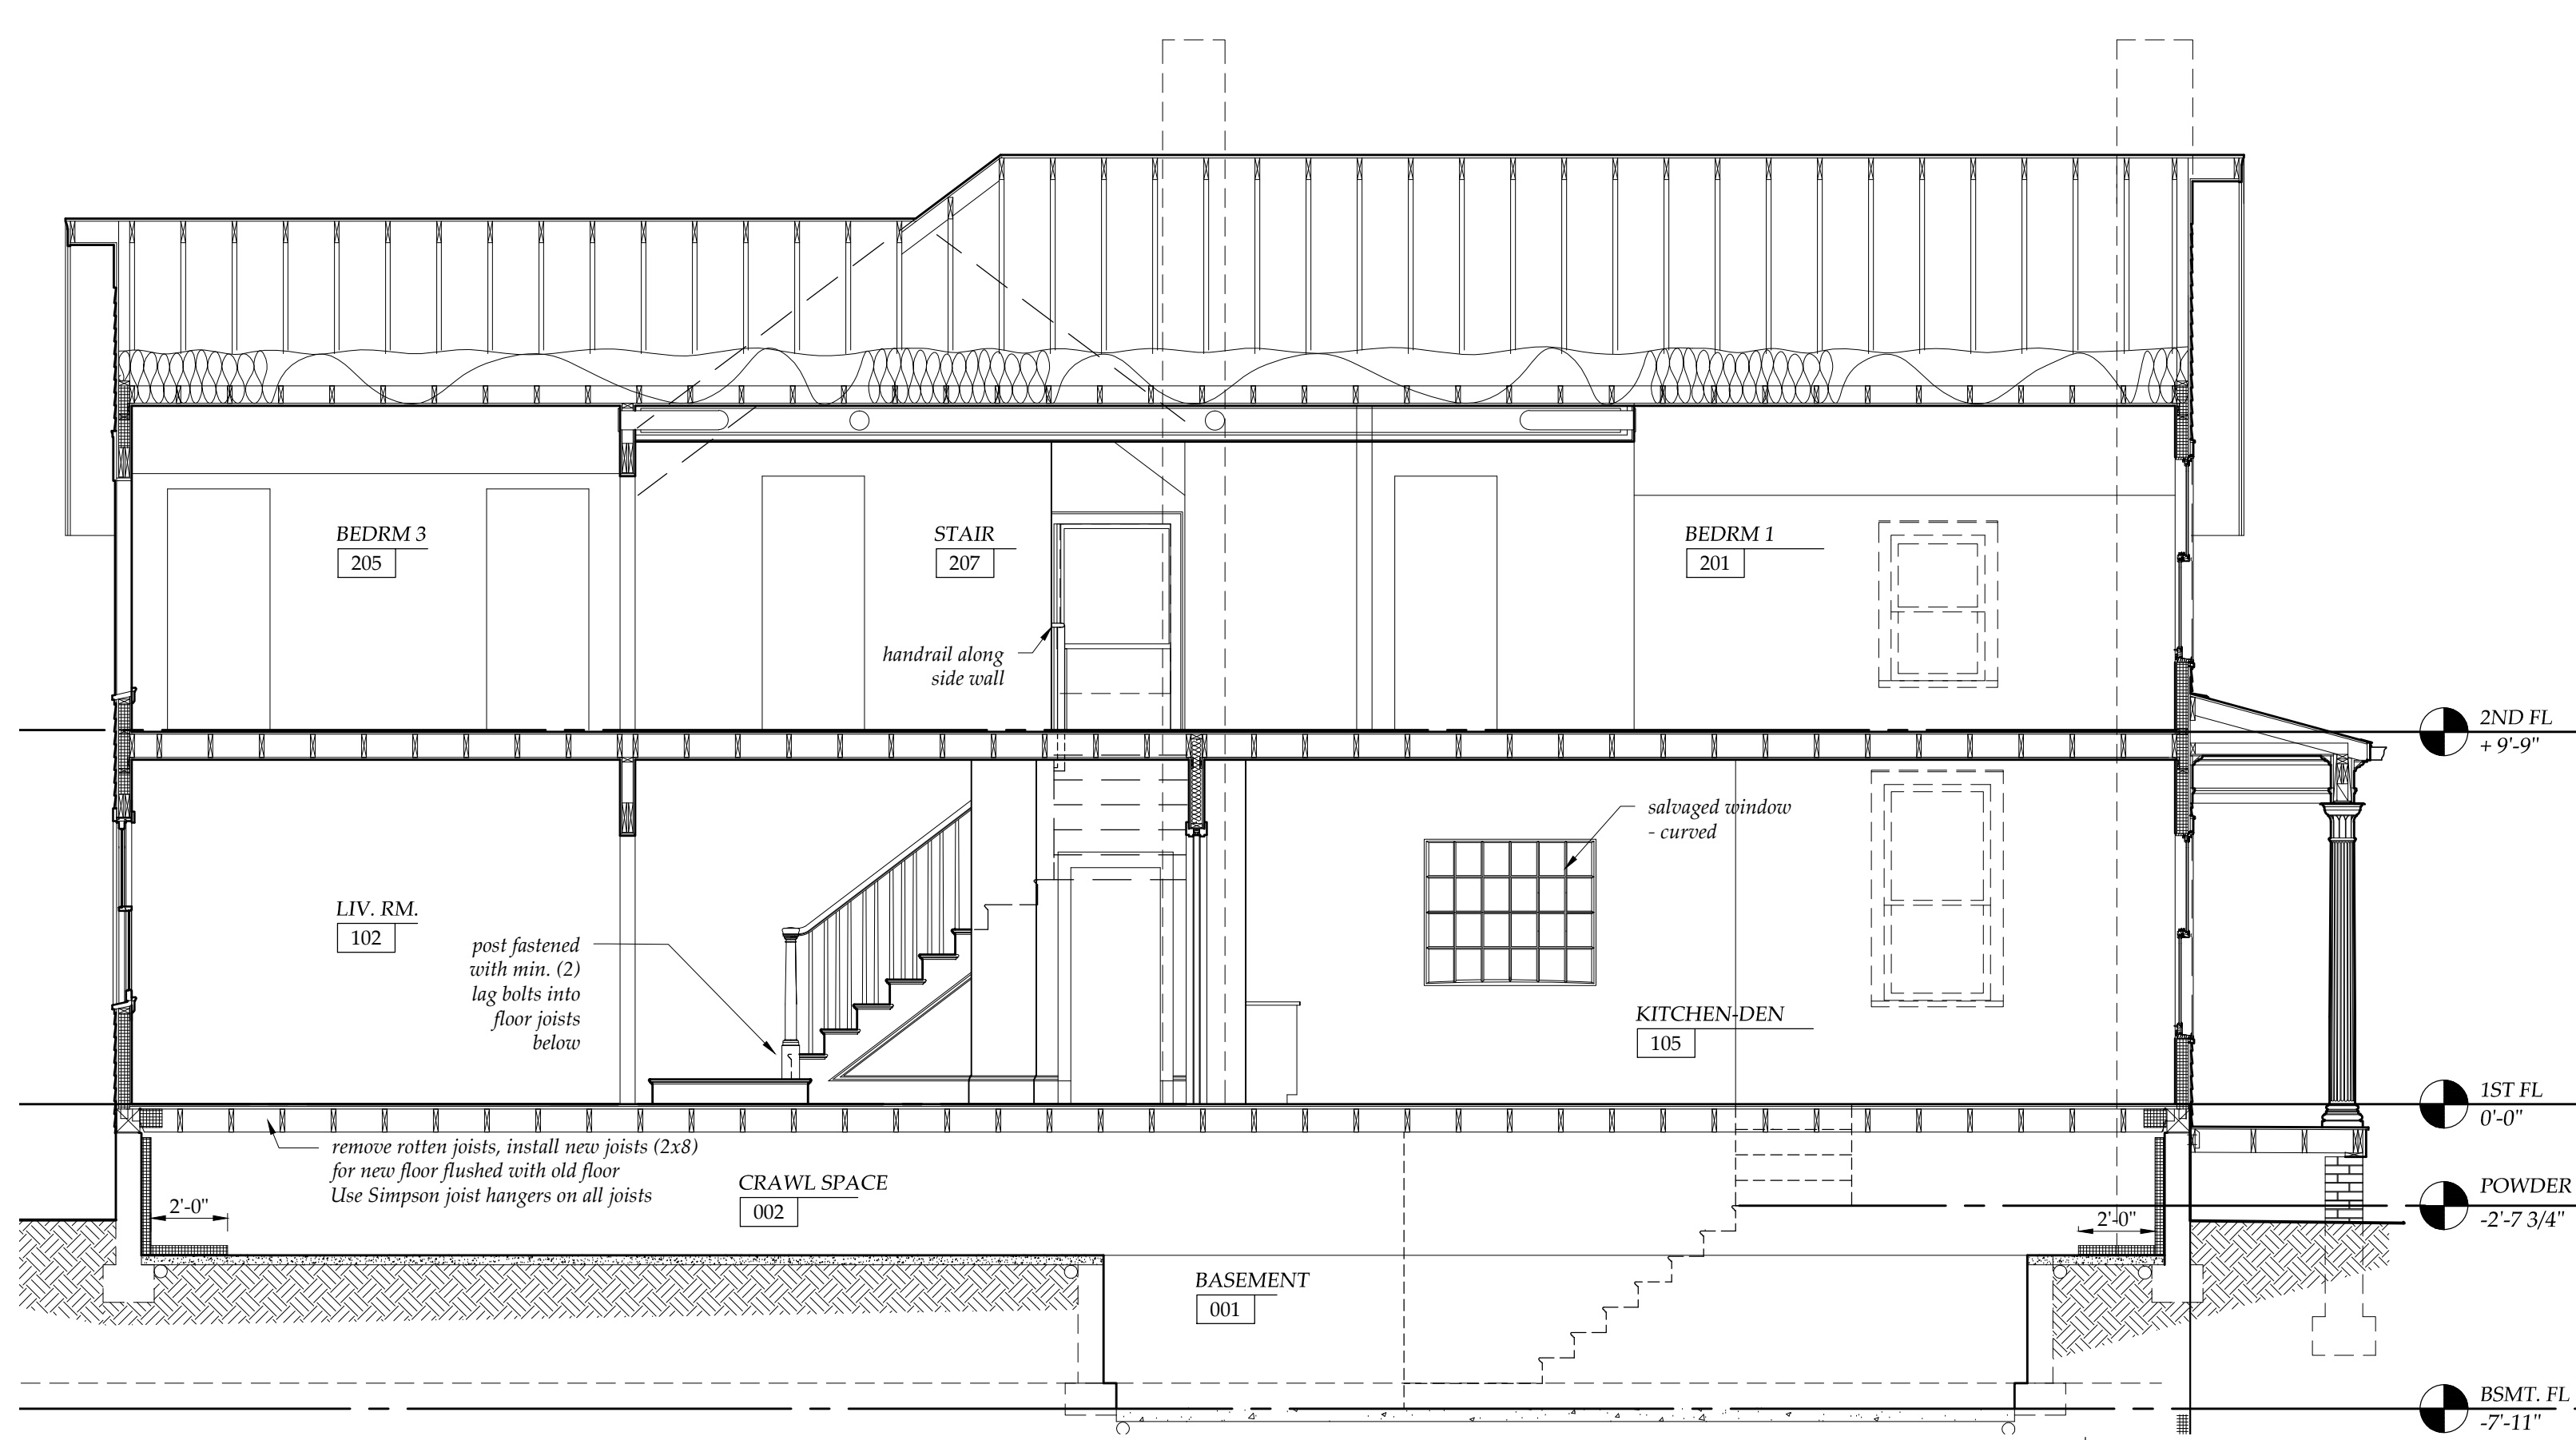 BEDRM 3
205
STAIR
207
BEDRM 1
201
handrail along
side wall
2ND FL
+ 9'-9"
salvaged window
- curved
LIV. RM.
102
post fastened
with min. (2)
lag bolts into
floor joists
below
KITCHEN-DEN
105
1ST FL
0'-0"
remove rotten joists, install new joists (2x8)
for new floor flushed with old floor
Use Simpson joist hangers on all joists
CRAWL SPACE
002
2'-0"
2'-0"
POWDER
-2'-7 3/4"
BASEMENT
001
BSMT. FL
-7'-11"